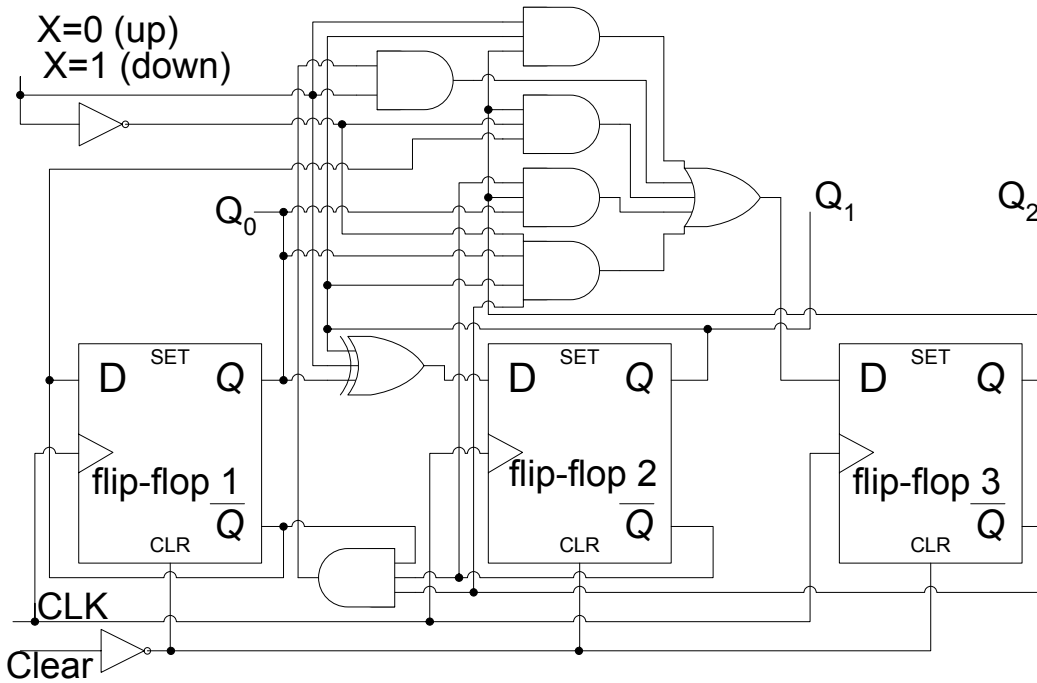 X=0 (up)
X=1 (down)
Q0
Q1
Q2
SET
D Q
flip-flop 1
Q
CLR
SET
D Q
flip-flop 2
Q
CLR
SET
D Q
flip-flop 3
Q
CLR
CLK
Clear